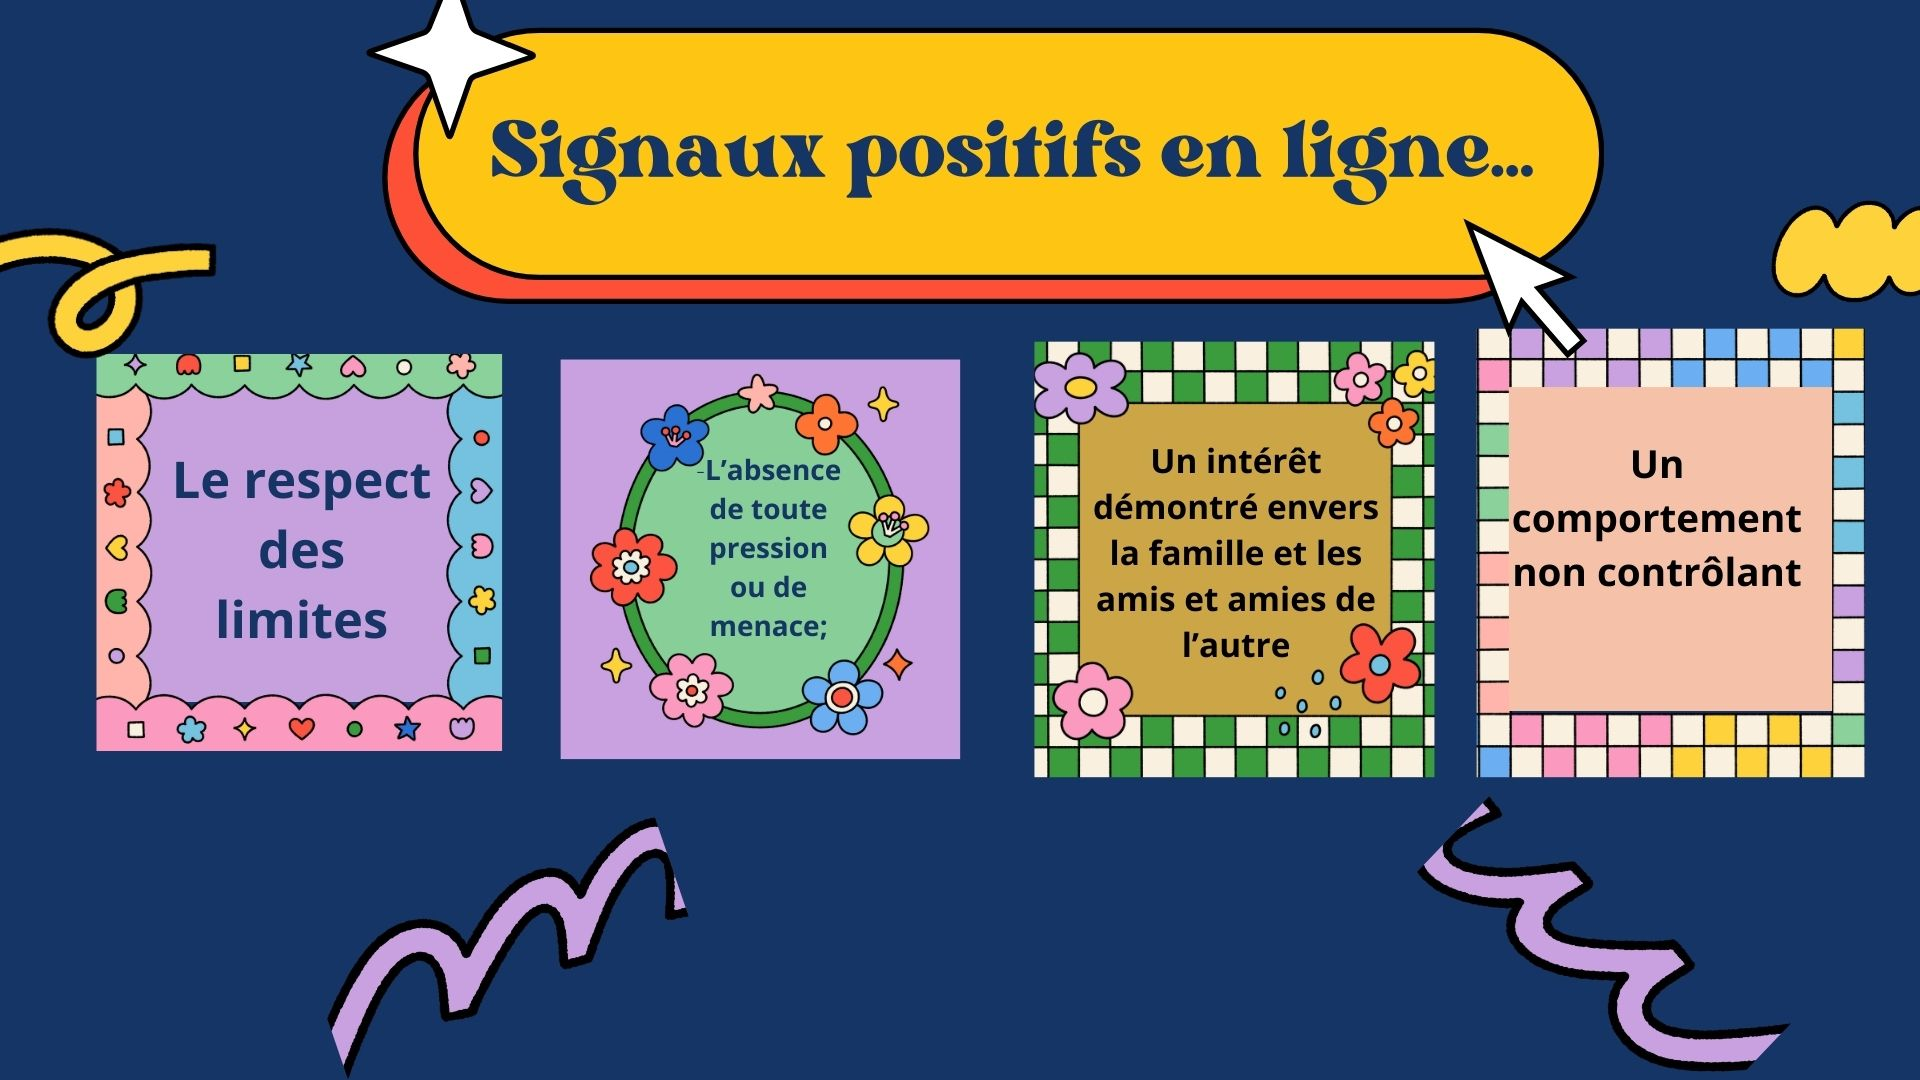 Signaux positifs en ligne...
Le respect
des
limites
-L’absence
de toute
pression
ou de
menace;
Un intérêt
démontré envers
la famille et les
amis et amies de
l’autre
Un
comportement
non contrôlant